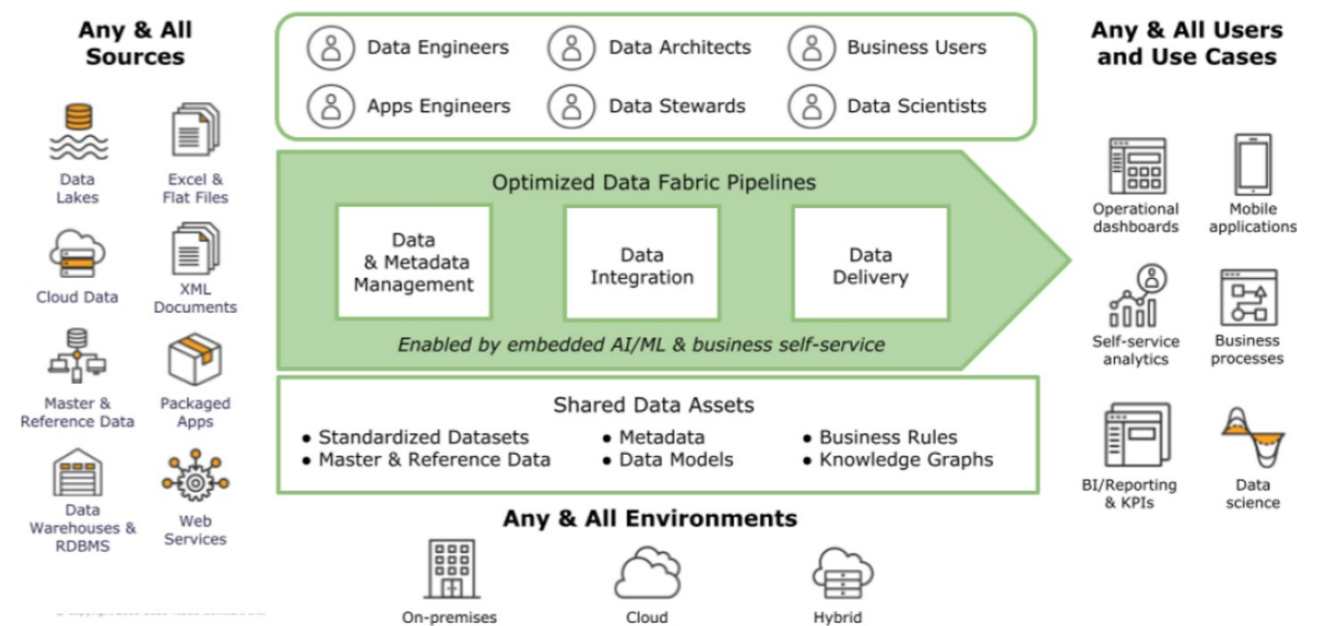 Any & All
Sources
Data
Lakes
Excel &
Flat Files
Cloud Data
XML
Documents
Master &
Reference Data
Packaged
Apps
Data
Warehouses &
RDBMS
Web
Services
Data Engineers
Data Architects
Business Users
Apps Engineers
Data Stewards
Data Scientists
Optimized Data Fabric Pipelines
Data
& Metadata
Management
Data
Integration
Data
Delivery
Enabled by embedded AI/ML & business self-service
Shared Data Assets
• Standardized Datasets
• Master & Reference Data
• Metadata
• Data Models
• Business Rules
• Knowledge Graphs
Any & All Environments
On-premises
Cloud
Hybrid
Any & All Users
and Use Cases
Operational
dashboards
Mobile
applications
Self-service
analytics
Business
processes
BI/Reporting
& KPIs
Data
science